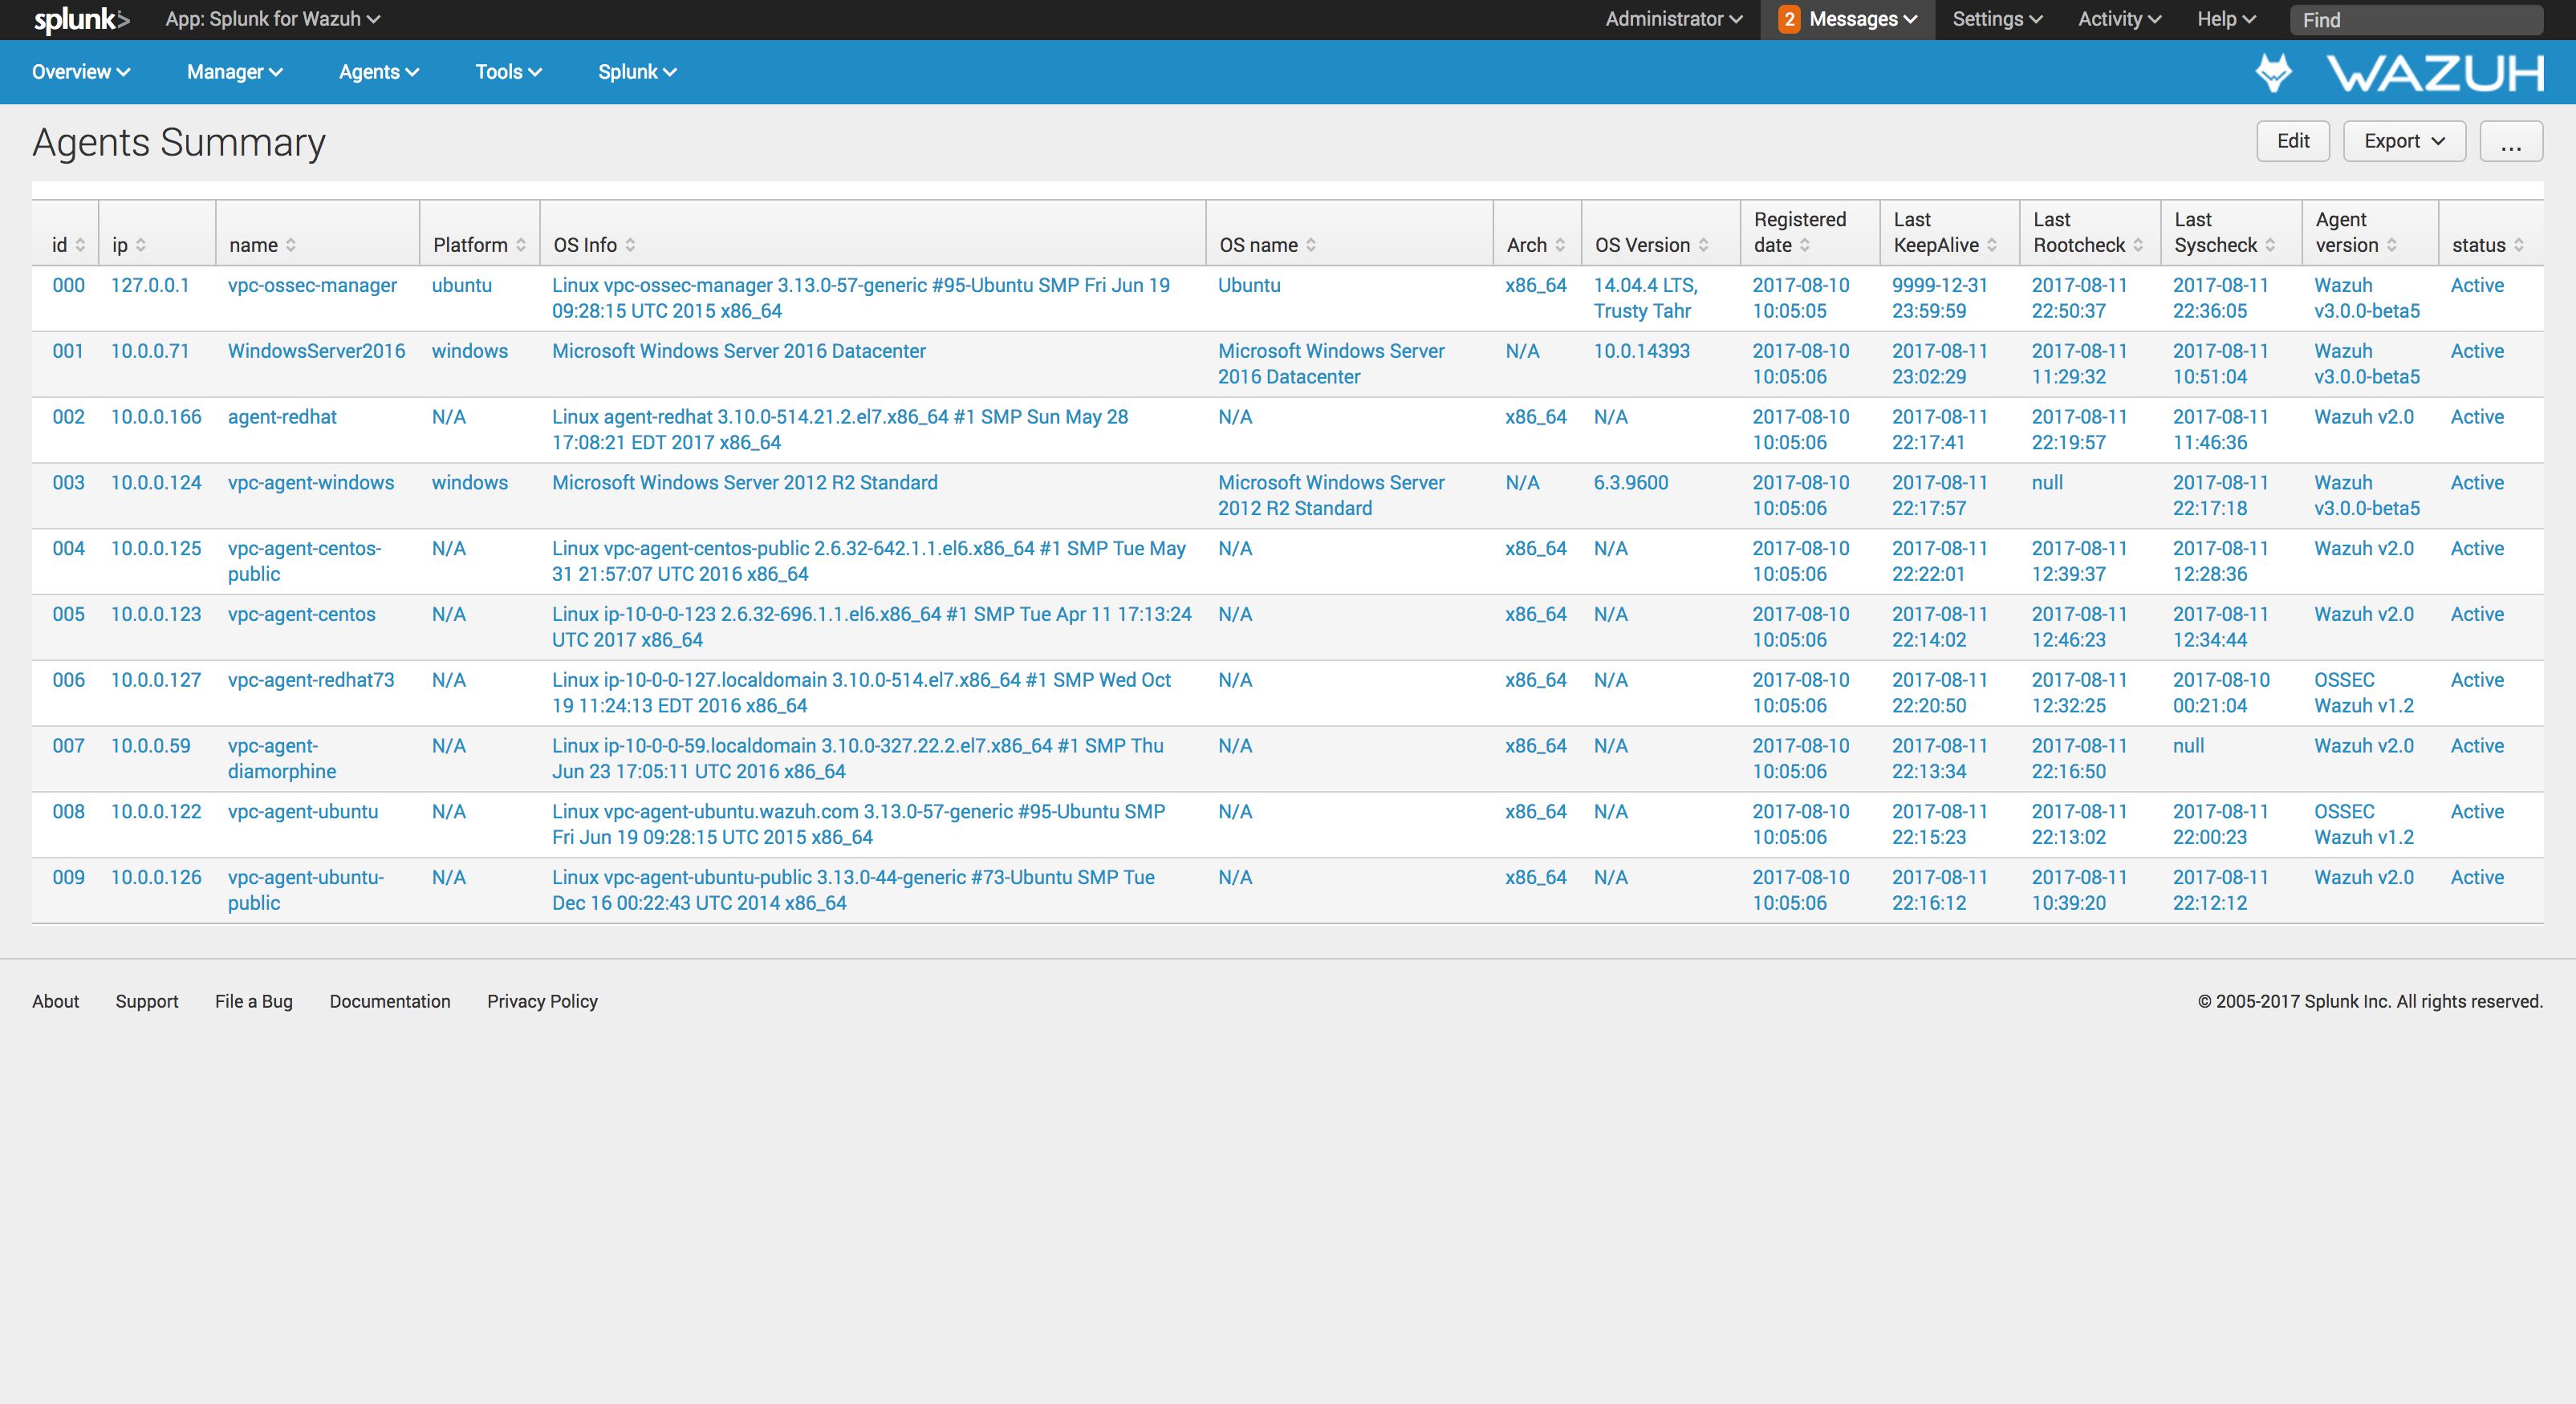 splunk> App: Splunk for Wazuh Administrator 2 Messages Settings Activity Help Find
Overview Manager Agents Tools Splunk WAZUH
Agents Summary Edit Export ...
Registered Last Last Last Agent
id ip name Platform OS Info OS name Arch OS Version date KeepAlive Rootcheck Syscheck version status
000 127.0.0.1 vpc-ossec-manager ubuntu Linux vpc-ossec-manager 3.13.0-57-generic #95-Ubuntu SMP Fri Jun 19 Ubuntu x86_64 14.04.4 LTS, 2017-08-10 9999-12-31 2017-08-11 2017-08-11 Wazuh Active
09:28:15 UTC 2015 x86_64 Trusty Tahr 10:05:05 23:59:59 22:50:37 22:36:05 v3.0.0-beta5
001 10.0.0.71 WindowsServer2016 windows Microsoft Windows Server 2016 Datacenter Microsoft Windows Server N/A 10.0.14393 2017-08-10 2017-08-11 2017-08-11 2017-08-11 Wazuh Active
2016 Datacenter 10:05:06 23:02:29 11:29:32 10:51:04 v3.0.0-beta5
002 10.0.0.166 agent-redhat N/A Linux agent-redhat 3.10.0-514.21.2.el7.x86_64 #1 SMP Sun May 28 N/A x86_64 N/A 2017-08-10 2017-08-11 2017-08-11 2017-08-11 Wazuh v2.0 Active
17:08:21 EDT 2017 x86_64 10:05:06 22:17:41 22:19:57 11:46:36
003 10.0.0.124 vpc-agent-windows windows Microsoft Windows Server 2012 R2 Standard Microsoft Windows Server N/A 6.3.9600 2017-08-10 2017-08-11 null 2017-08-11 Wazuh Active
2012 R2 Standard 10:05:06 22:17:57 22:17:18 v3.0.0-beta5
004 10.0.0.125 vpc-agent-centos- N/A Linux vpc-agent-centos-public 2.6.32-642.1.1.el6.x86_64 #1 SMP Tue May N/A x86_64 N/A 2017-08-10 2017-08-11 2017-08-11 2017-08-11 Wazuh v2.0 Active
public 31 21:57:07 UTC 2016 x86_64 10:05:06 22:22:01 12:39:37 12:28:36
005 10.0.0.123 vpc-agent-centos N/A Linux ip-10-0-0-123 2.6.32-696.1.1.el6.x86_64 #1 SMP Tue Apr 11 17:13:24 N/A x86_64 N/A 2017-08-10 2017-08-11 2017-08-11 2017-08-11 Wazuh v2.0 Active
UTC 2017 x86_64 10:05:06 22:14:02 12:46:23 12:34:44
006 10.0.0.127 vpc-agent-redhat73 N/A Linux ip-10-0-0-127.localdomain 3.10.0-514.el7.x86_64 #1 SMP Wed Oct N/A x86_64 N/A 2017-08-10 2017-08-11 2017-08-11 2017-08-10 OSSEC Active
19 11:24:13 EDT 2016 x86_64 10:05:06 22:20:50 12:32:25 00:21:04 Wazuh v1.2
007 10.0.0.59 vpc-agent- N/A Linux ip-10-0-0-59.localdomain 3.10.0-327.22.2.el7.x86_64 #1 SMP Thu N/A x86_64 N/A 2017-08-10 2017-08-11 2017-08-11 null Wazuh v2.0 Active
diamorphine Jun 23 17:05:11 UTC 2016 x86_64 10:05:06 22:13:34 22:16:50
008 10.0.0.122 vpc-agent-ubuntu N/A Linux vpc-agent-ubuntu.wazuh.com 3.13.0-57-generic #95-Ubuntu SMP N/A x86_64 N/A 2017-08-10 2017-08-11 2017-08-11 2017-08-11 OSSEC Active
Fri Jun 19 09:28:15 UTC 2015 x86_64 10:05:06 22:15:23 22:13:02 22:00:23 Wazuh v1.2
009 10.0.0.126 vpc-agent-ubuntu- N/A Linux vpc-agent-ubuntu-public 3.13.0-44-generic #73-Ubuntu SMP Tue N/A x86_64 N/A 2017-08-10 2017-08-11 2017-08-11 2017-08-11 Wazuh v2.0 Active
public Dec 16 00:22:43 UTC 2014 x86_64 10:05:06 22:16:12 10:39:20 22:12:12
About Support File a Bug Documentation Privacy Policy © 2005-2017 Splunk Inc. All rights reserved.